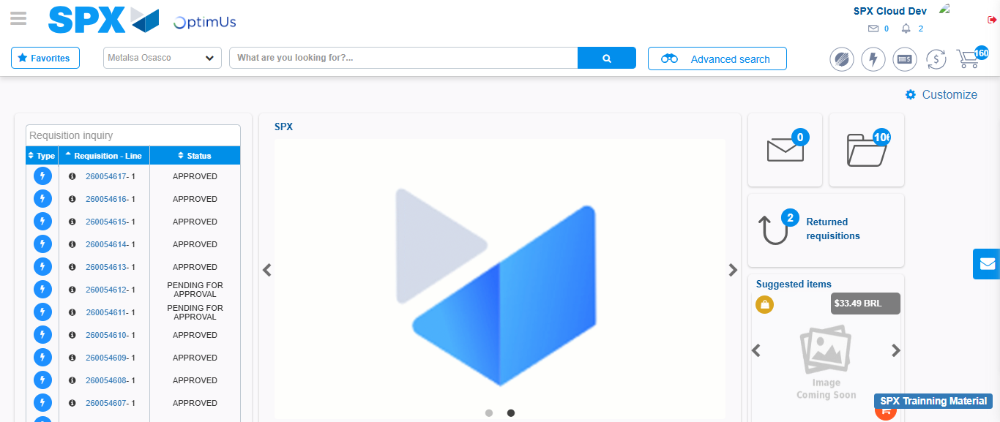 SPX OptimUs
SPX Cloud Dev
0 2
Favorites
Metalsa Osasco
What are you looking for?...
Advanced search
160
Customize
Requisition inquiry
Type Requisition - Line Status
260054617- 1 APPROVED
260054616- 1 APPROVED
260054615- 1 APPROVED
260054614- 1 APPROVED
260054613- 1 APPROVED
260054612- 1 PENDING FOR
APPROVAL
260054611- 1 PENDING FOR
APPROVAL
260054610- 1 APPROVED
260054609- 1 APPROVED
260054608- 1 APPROVED
260054607- 1 APPROVED
SPX
0
2
Returned
requisitions
Suggested items
$33.49 BRL
Image
Coming Soon
SPX Trainning Material